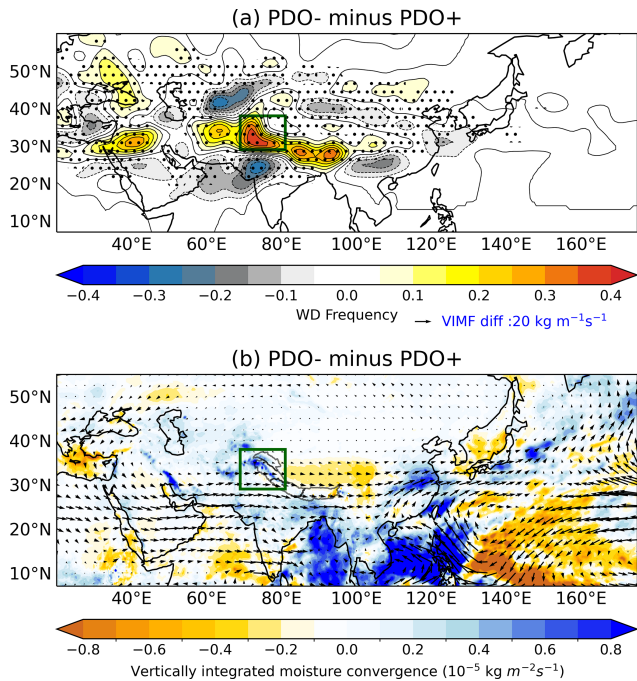 (a) PDO- minus PDO+
50°N
40°N
30°N
20°N
10°N
40°E 60°E 80°E 100°E 120°E 140°E 160°E
−0.4 −0.3 −0.2 −0.1 0.0 0.1 0.2 0.3 0.4
WD Frequency
VIMF diff :20 kg m⁻¹s⁻¹
(b) PDO- minus PDO+
50°N
40°N
30°N
20°N
10°N
40°E 60°E 80°E 100°E 120°E 140°E 160°E
−0.8 −0.6 −0.4 −0.2 0.0 0.2 0.4 0.6 0.8
Vertically integrated moisture convergence (10⁻⁵ kg m⁻²s⁻¹)